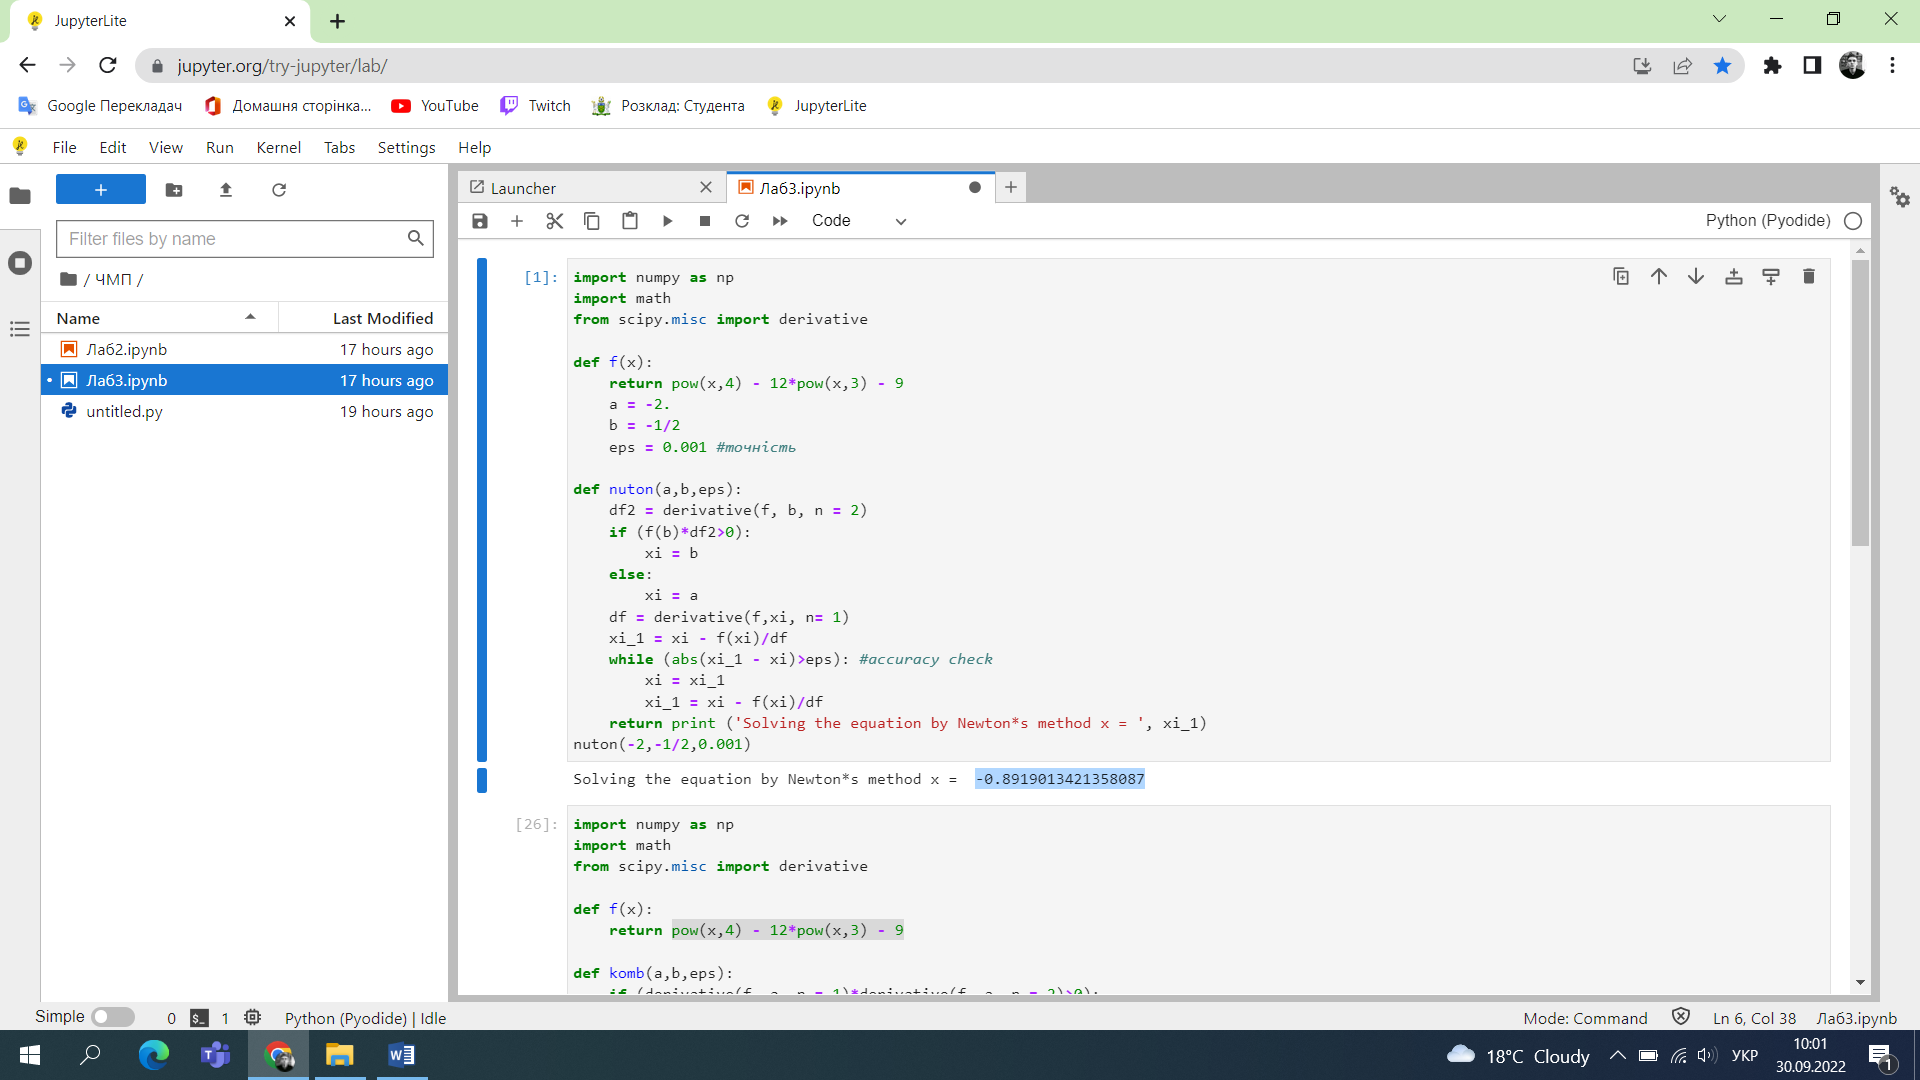 JupyterLite
jupyter.org/try-jupyter/lab/
Google Перекладач
Домашня сторінка...
YouTube
Twitch
Розклад: Студента
JupyterLite
File Edit View Run Kernel Tabs Settings Help
+
Filter files by name
/ ЧМП /
Name Last Modified
Лаб2.ipynb 17 hours ago
Лаб3.ipynb 17 hours ago
untitled.py 19 hours ago
Launcher
Лаб3.ipynb
Code
Python (Pyodide)
[1]:
import numpy as np
import math
from scipy.misc import derivative
def f(x):
return pow(x,4) - 12*pow(x,3) - 9
a = -2.
b = -1/2
eps = 0.001 #точність
def nuton(a,b,eps):
df2 = derivative(f, b, n = 2)
if (f(b)*df2>0):
xi = b
else:
xi = a
df = derivative(f,xi, n= 1)
xi_1 = xi - f(xi)/df
while (abs(xi_1 - xi)>eps): #accuracy check
xi = xi_1
xi_1 = xi - f(xi)/df
return print ('Solving the equation by Newton*s method x = ', xi_1)
nuton(-2,-1/2,0.001)
Solving the equation by Newton*s method x =  -0.8919013421358087
[26]:
import numpy as np
import math
from scipy.misc import derivative
def f(x):
return pow(x,4) - 12*pow(x,3) - 9
def komb(a,b,eps):
if (derivative(f, a, n = 1)*derivative(f, a, n = 2)>0):
Simple 0 $_ 1 Python (Pyodide) | Idle
Mode: Command Ln 6, Col 38 Лаб3.ipynb
18°C Cloudy УКР 10:01
30.09.2022
1